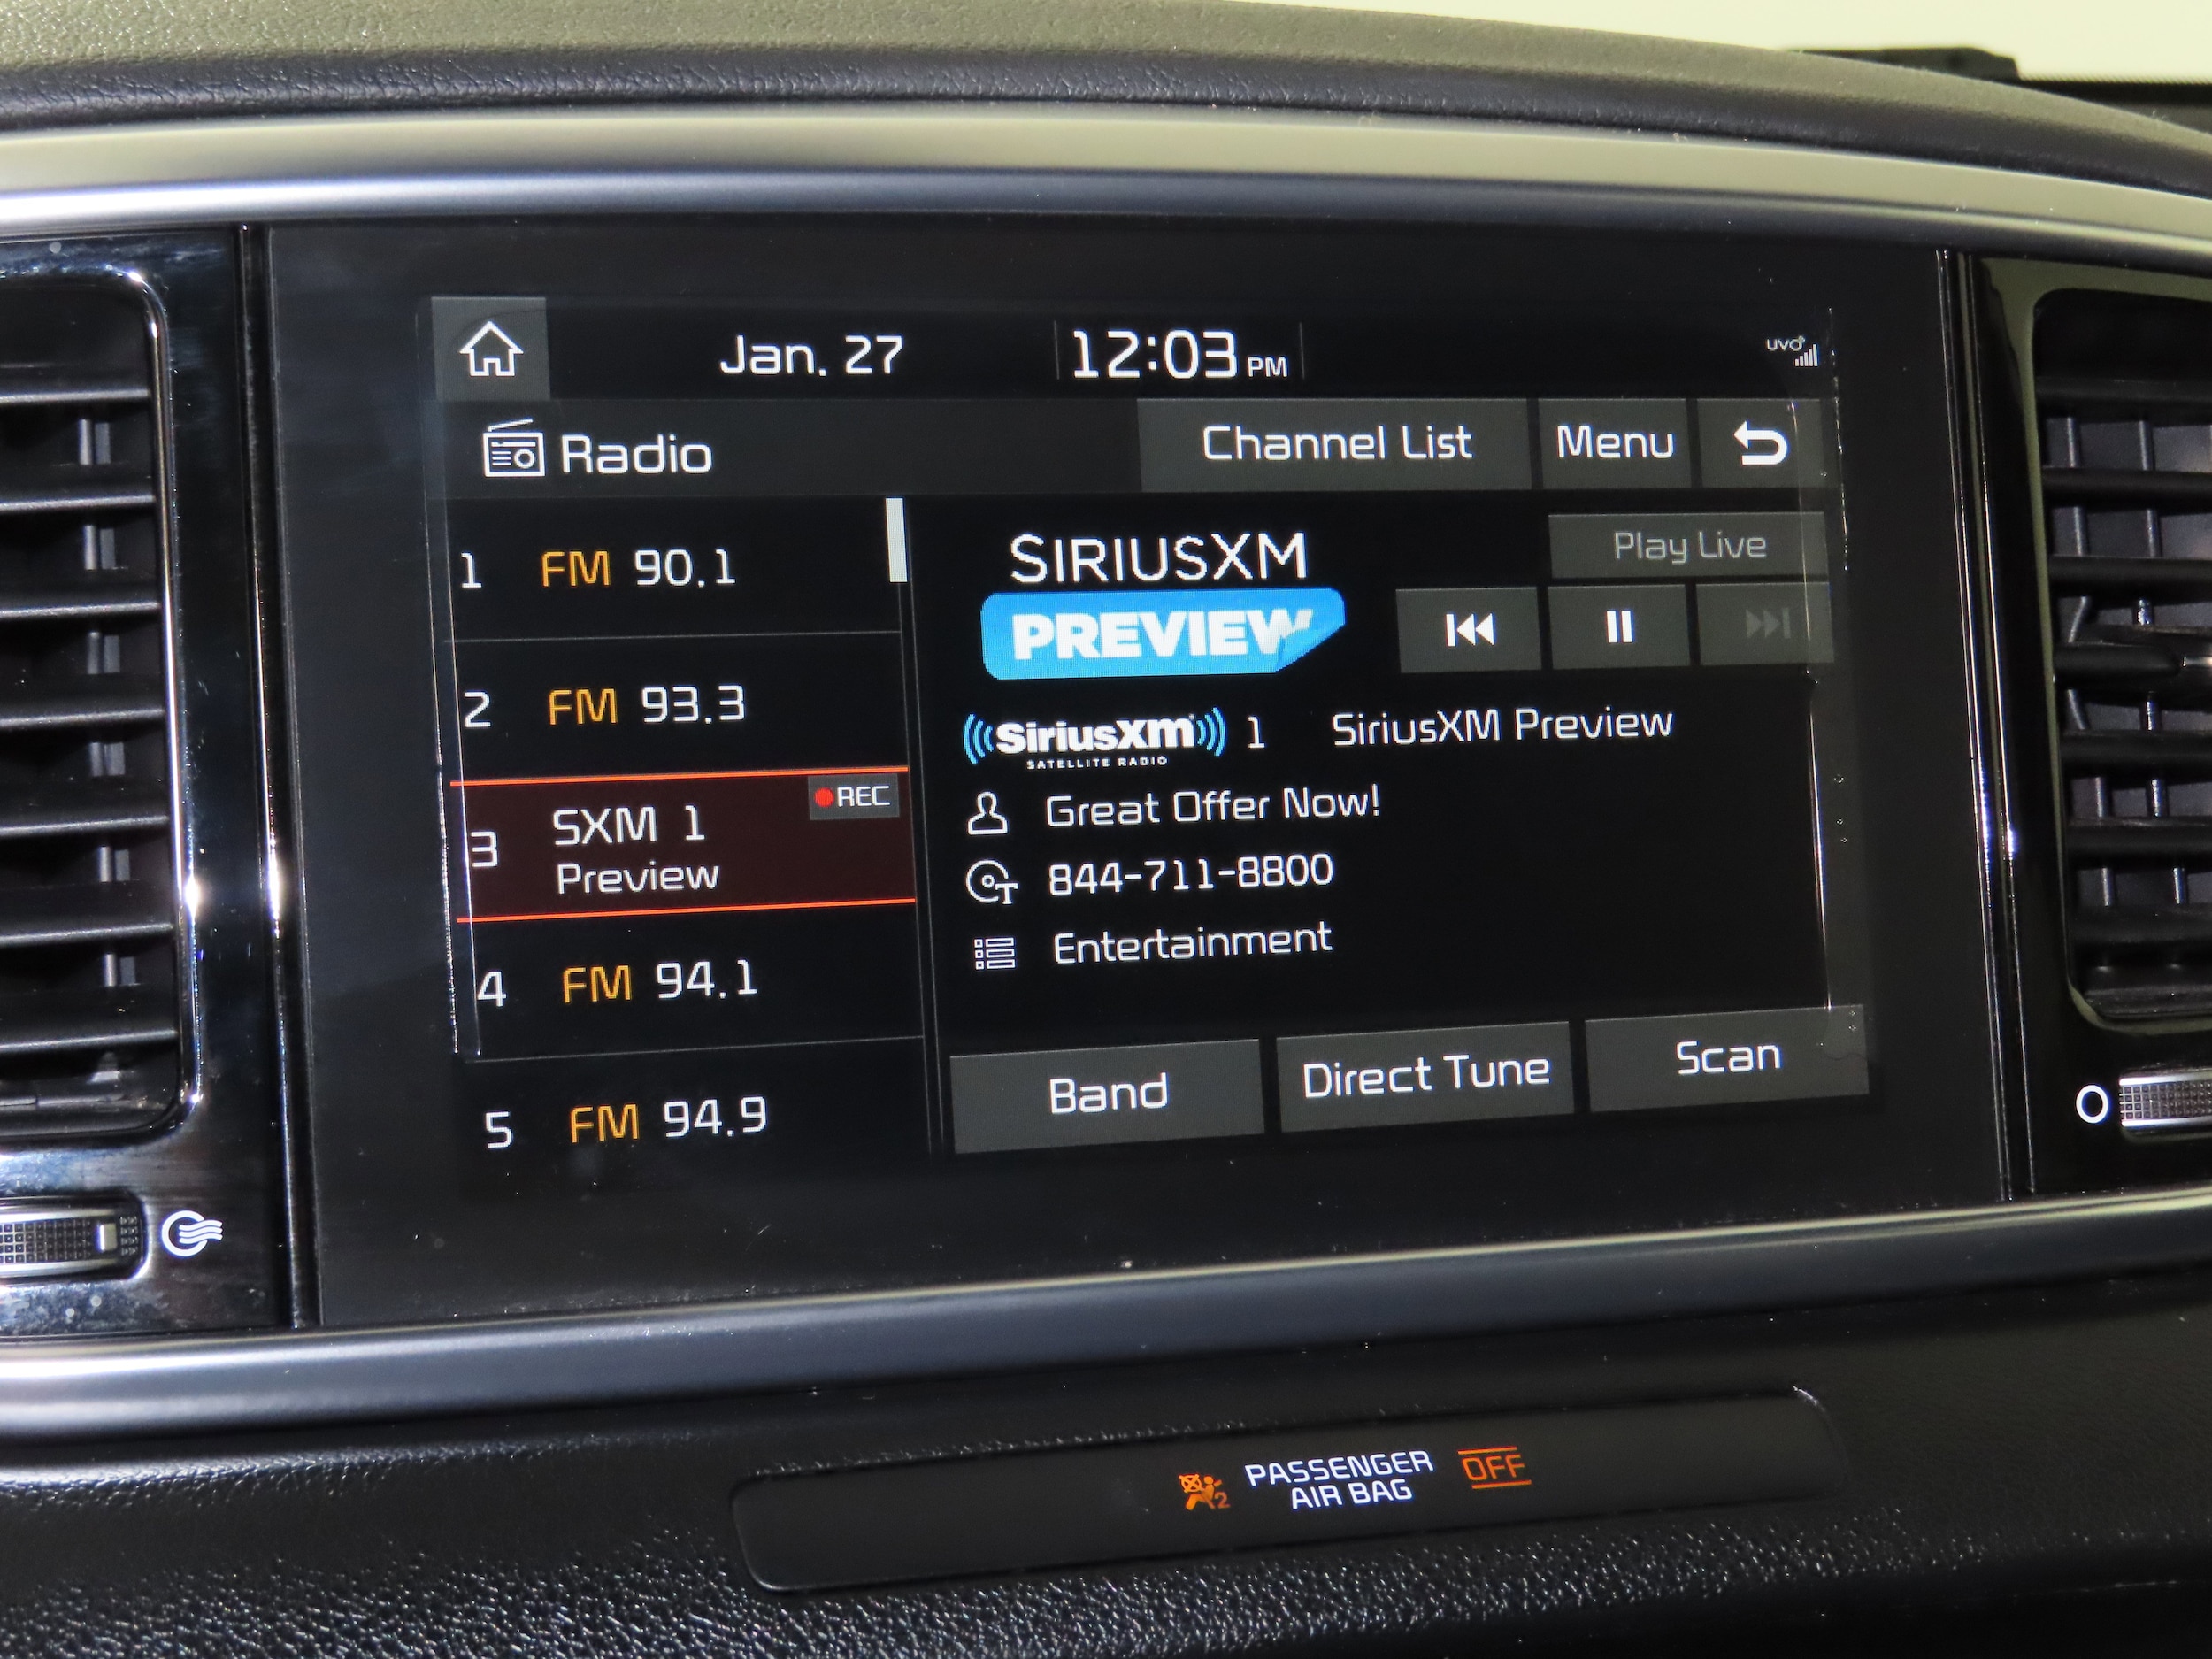 Jan. 27
12:03 PM
UVO
Radio
Channel List
Menu
1 FM 90.1
2 FM 93.3
3 SXM 1
Preview
REC
4 FM 94.1
5 FM 94.9
SIRIUSXM
PREVIEW
Play Live
((SiriusXM)) 1 SiriusXM Preview
SATELLITE RADIO
Great Offer Now!
844-711-8800
Entertainment
Band
Direct Tune
Scan
2 PASSENGER
AIR BAG
OFF